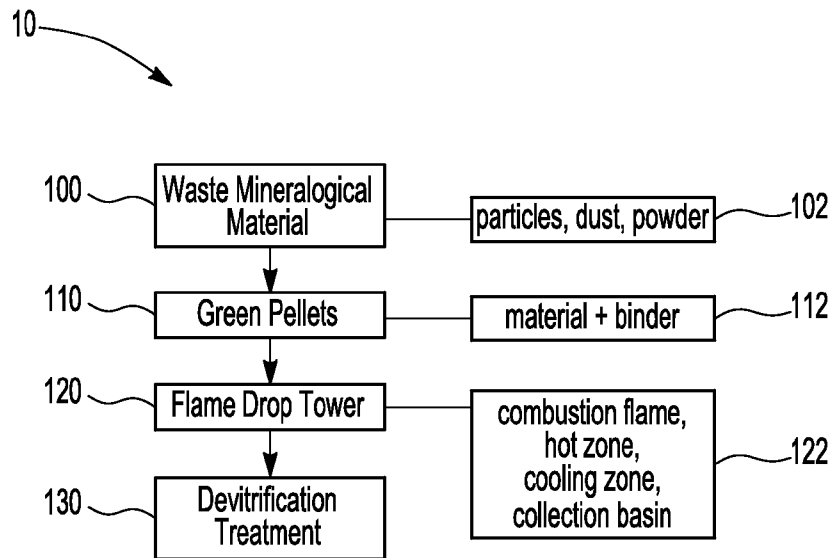 10
100
Waste Mineralogical
Material
particles, dust, powder
102
110
Green Pellets
material + binder
112
120
Flame Drop Tower
combustion flame,
hot zone,
cooling zone,
collection basin
122
130
Devitrification
Treatment